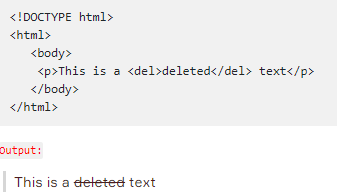 <!DOCTYPE html>
<html>
<body>
<p>This is a <del>deleted</del> text</p>
</body>
</html>
Output:
This is a deleted text